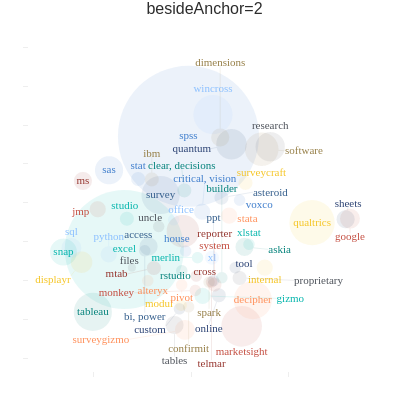 besideAnchor=2
dimensions
wincross
research
spss
quantum
software
ibm
stat clear, decisions
sas
surveycraft
ms
critical, vision
survey
builder
asteroid
studio
voxco
sheets
jmp
office
uncle
ppt
stata
qualtrics
sql
access
reporter
xlstat
google
python
house
system
snap
excel
askia
files
merlin
xl
tool
mtab
rstudio
cross
displayr
internal
proprietary
monkey
alteryx
pivot
decipher
gizmo
modul
tableau
bi, power
spark
custom
online
surveygizmo
confirmit
marketsight
tables
telmar